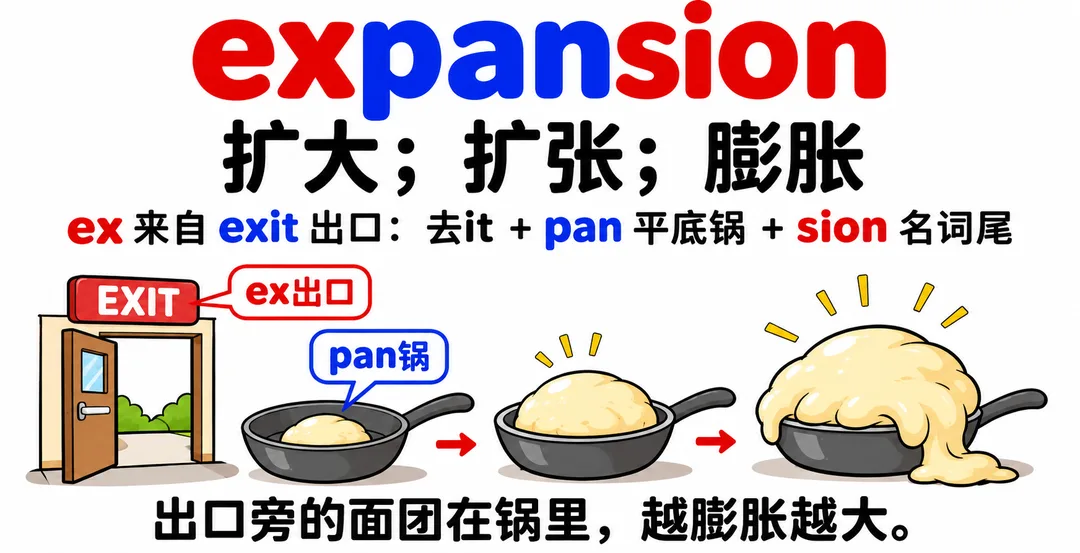 expansion
扩大；扩张；膨胀
ex 来自 exit 出口：去it + pan 平底锅 + sion 名词尾
EXIT
ex出口
pan锅
出口旁的面团在锅里，越膨胀越大。